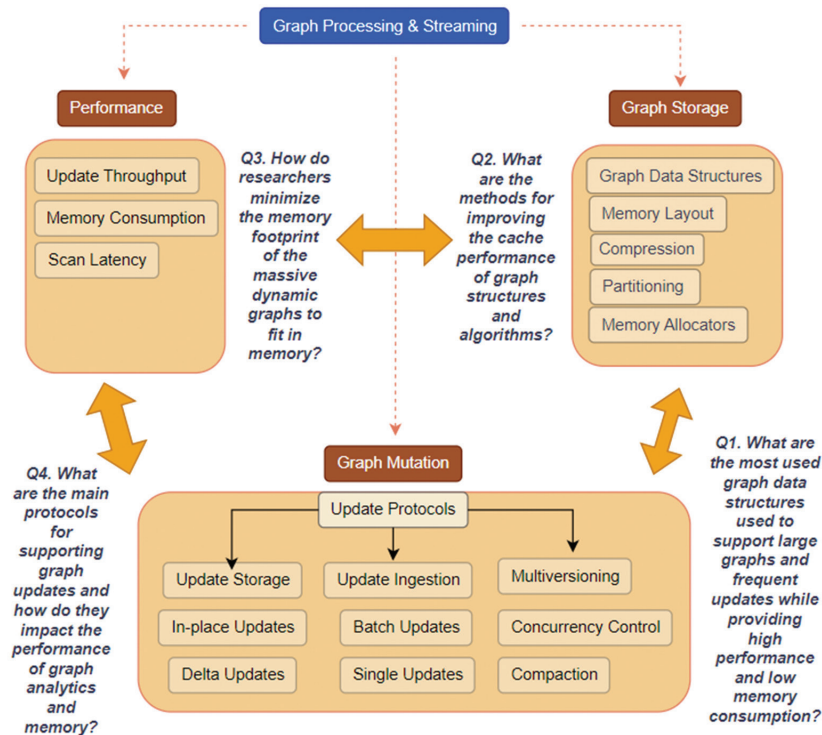 Graph Processing & Streaming
Performance
Graph Storage
Update Throughput
Memory Consumption
Scan Latency
Q3. How do
researchers
minimize the
memory
footprint
of the
massive
dynamic
graphs to
fit in
memory?
Q2. What
are the
methods for
improving
the cache
performance
of graph
structures
and
algorithms?
Graph Data Structures
Memory Layout
Compression
Partitioning
Memory Allocators
Q4. What
are the main
protocols
for
supporting
graph
updates and
how do they
impact the
performance
of graph
analytics
and
memory?
Graph Mutation
Update Protocols
Update Storage
Update Ingestion
Multiversioning
In-place Updates
Batch Updates
Concurrency Control
Delta Updates
Single Updates
Compaction
Q1. What are
the most used
graph data
structures
used to
support large
graphs and
frequent
updates while
providing
high
performance
and low
memory
consumption?